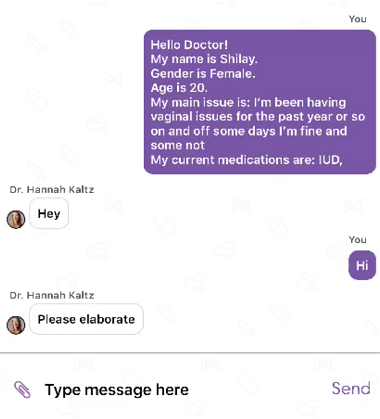 You
Hello Doctor!
My name is Shilay.
Gender is Female.
Age is 20.
My main issue is: I'm been having
vaginal issues for the past year or so
on and off some days I'm fine and
some not
My current medications are: IUD,
Dr. Hannah Kaltz
Hey
You
Hi
Dr. Hannah Kaltz
Please elaborate
Type message here
Send